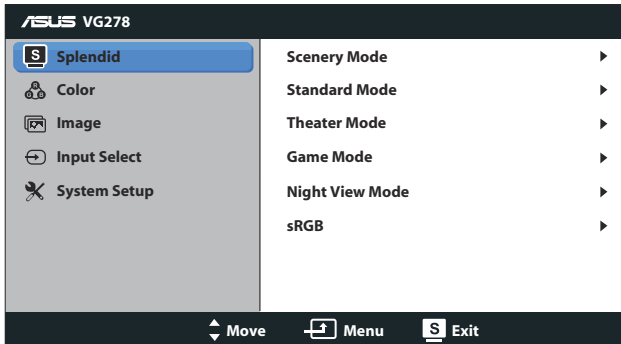 ASUS VG278
S Splendid
Color
Image
Input Select
System Setup
Scenery Mode
Standard Mode
Theater Mode
Game Mode
Night View Mode
sRGB
Move Menu S Exit